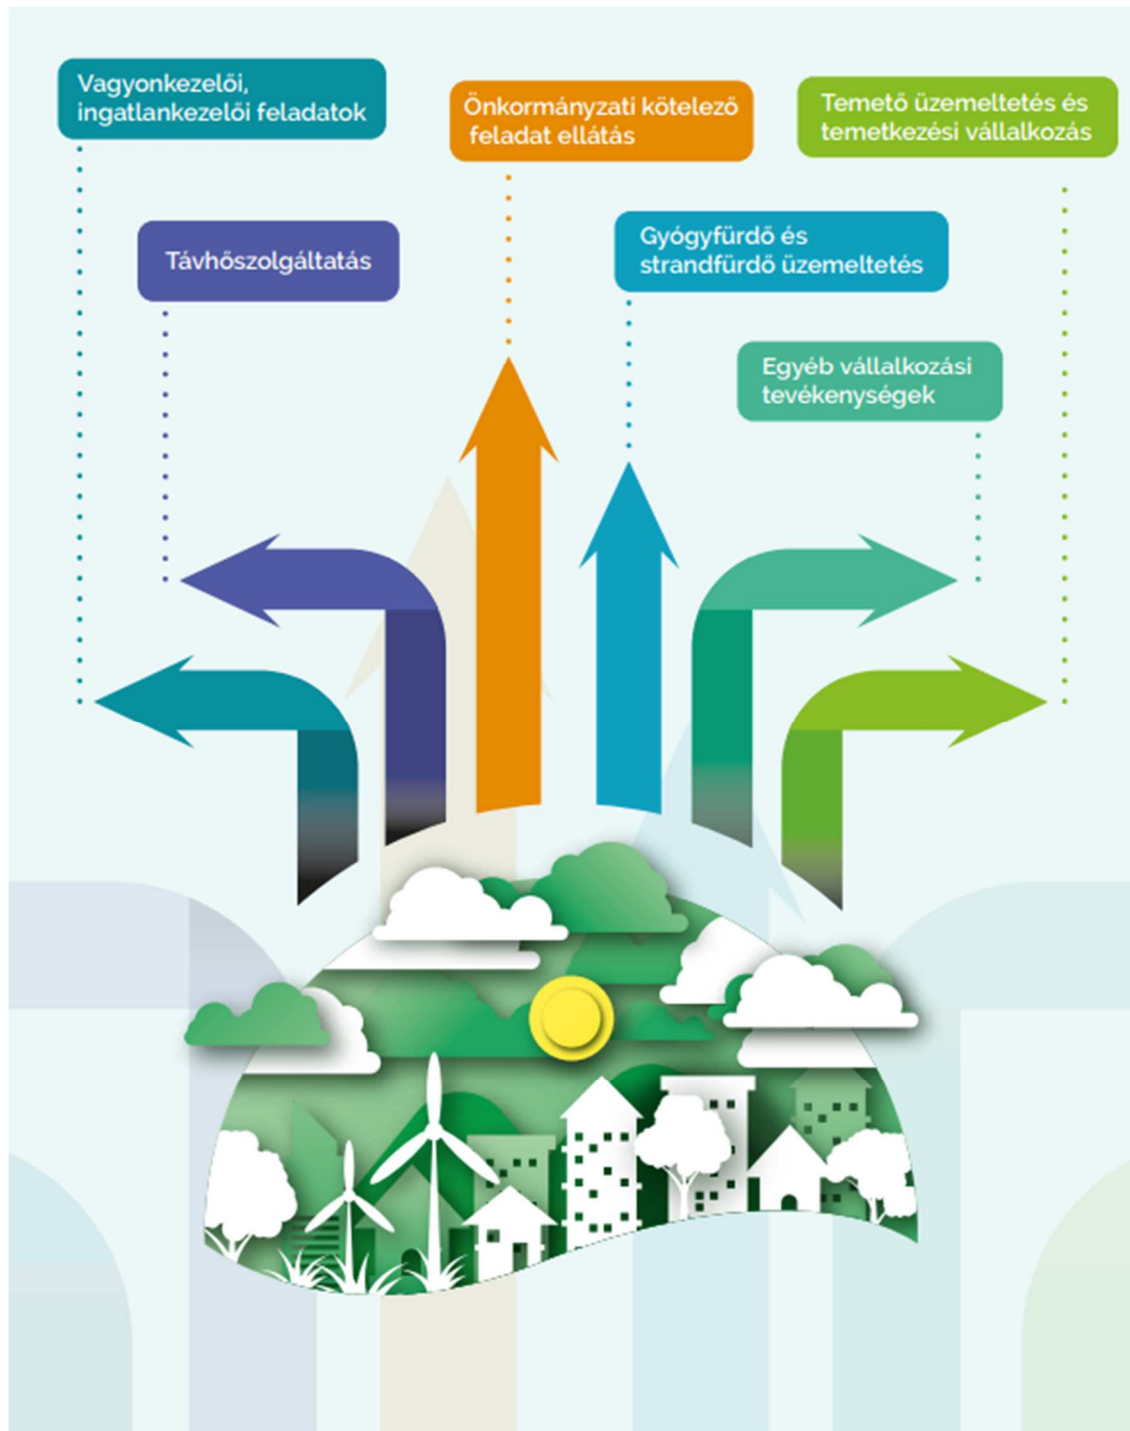 Vagyonkezelői,
ingatlankezelői feladatok
Önkormányzati kötelező
feladat ellátás
Temető üzemeltetés és
temetkezési vállalkozás
Távhőszolgáltatás
Gyógyfürdő és
strandfürdő üzemeltetés
Egyéb vállalkozási
tevékenységek